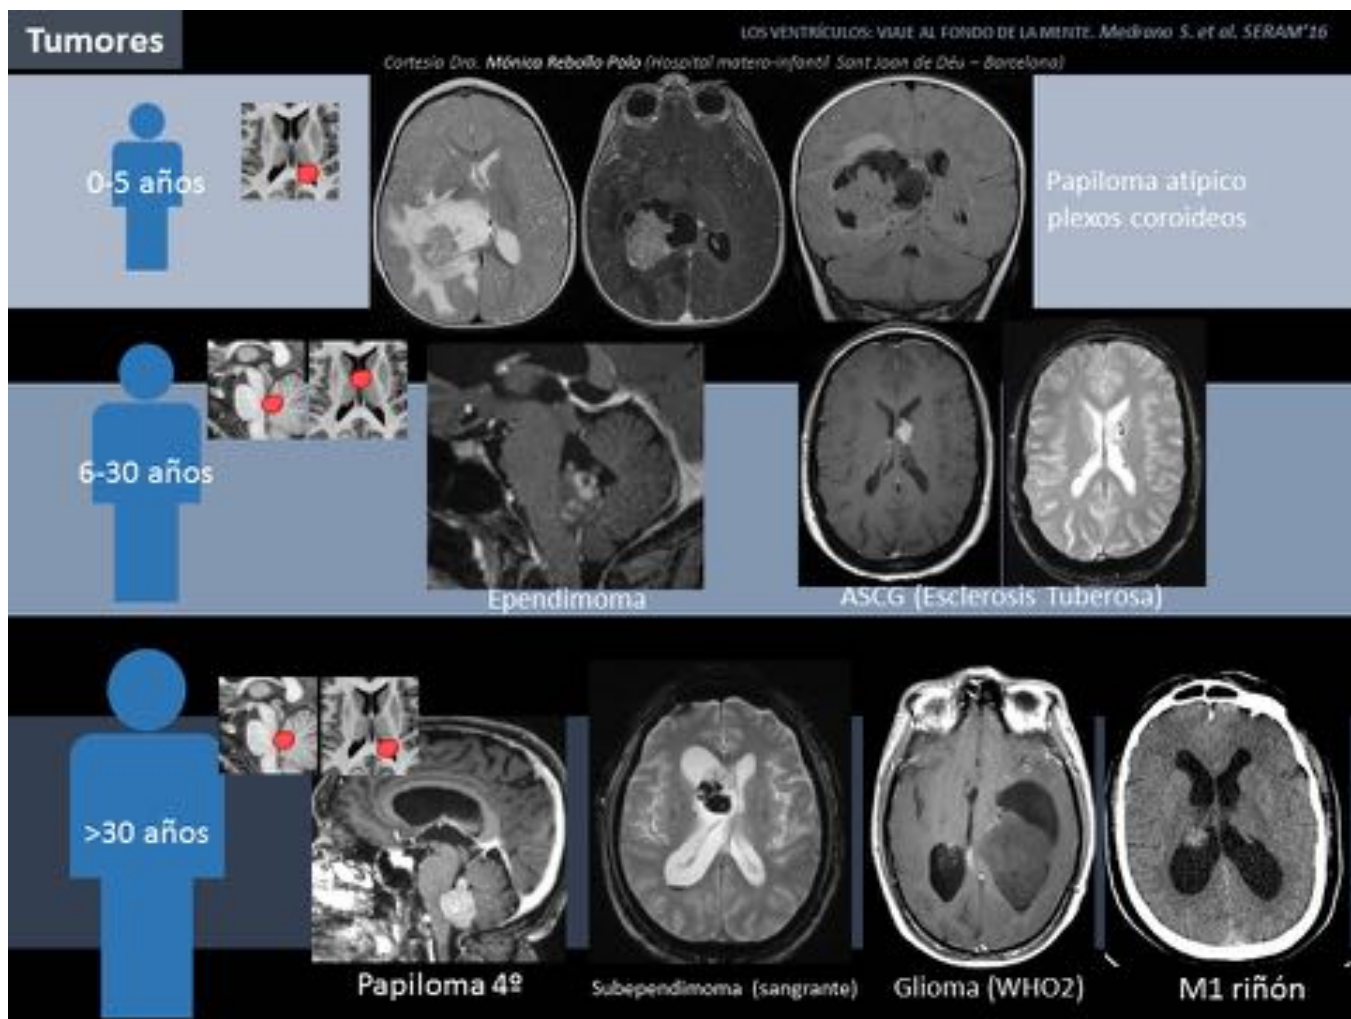 Tumores
LOS VENTRÍCULOS: VIAJE AL FONDO DE LA MENTE. Medrano S. et al. SERAM'16
Cortesía Dra. Mónica Rebollo Polo (Hospital matero-infantil Sant Joan de Déu – Barcelona)
0-5 años
Papiloma atípico
plexos coroideos
6-30 años
Ependimoma
ASCG (Esclerosis Tuberosa)
>30 años
Papiloma 4º
Subependimoma (sangrante)
Glioma (WHO2)
M1 riñón